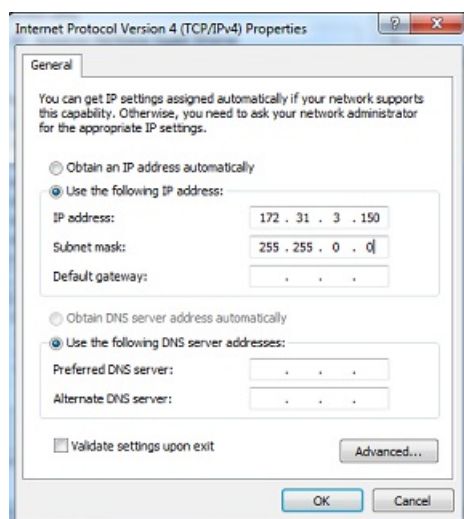 Internet Protocol Version 4 (TCP/IPv4) Properties
General
You can get IP settings assigned automatically if your network supports
this capability. Otherwise, you need to ask your network administrator
for the appropriate IP settings.
Obtain an IP address automatically
Use the following IP address:
IP address: 172 . 31 . 3 . 150
Subnet mask: 255 . 255 . 0 . 0
Default gateway: . . .
Obtain DNS server address automatically
Use the following DNS server addresses:
Preferred DNS server: . . .
Alternate DNS server: . . .
Validate settings upon exit
Advanced...
OK Cancel